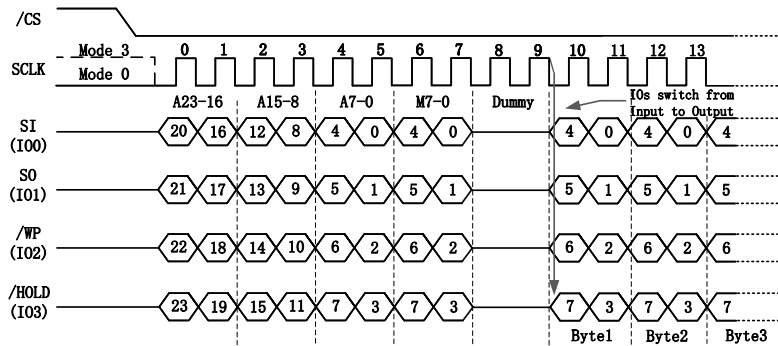 /CS
Mode 3 0 1 2 3 4 5 6 7 8 9 10 11 12 13
SCLK
Mode 0
A23-16 A15-8 A7-0 M7-0 Dummy
IOs switch from
Input to Output
SI
(IO0)
20 16 12 8 4 0 4 0 4 0 4 0 4
SO
(IO1)
21 17 13 9 5 1 5 1 5 1 5 1 5
/WP
(IO2)
22 18 14 10 6 2 6 2 6 2 6 2 6
/HOLD
(IO3)
23 19 15 11 7 3 7 3 7 3 7 3 7
Byte1 Byte2 Byte3